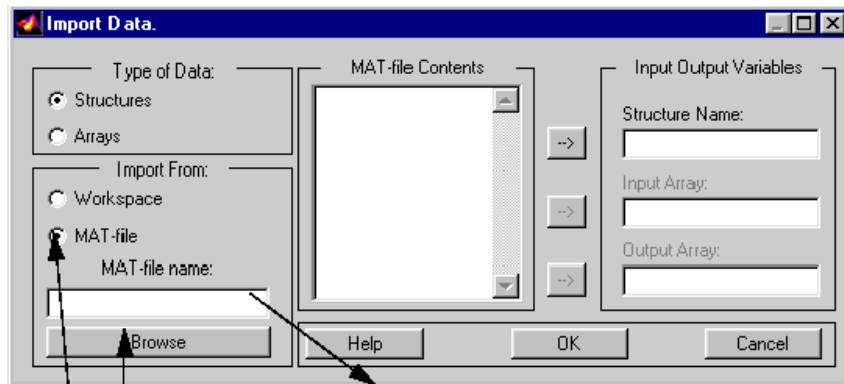 Import Data.
Type of Data:
Structures
Arrays
Import From:
Workspace
MAT-file
MAT-file name:
Browse
MAT-file Contents
-->
-->
-->
Input Output Variables
Structure Name:
Input Array:
Output Array:
Help
OK
Cancel